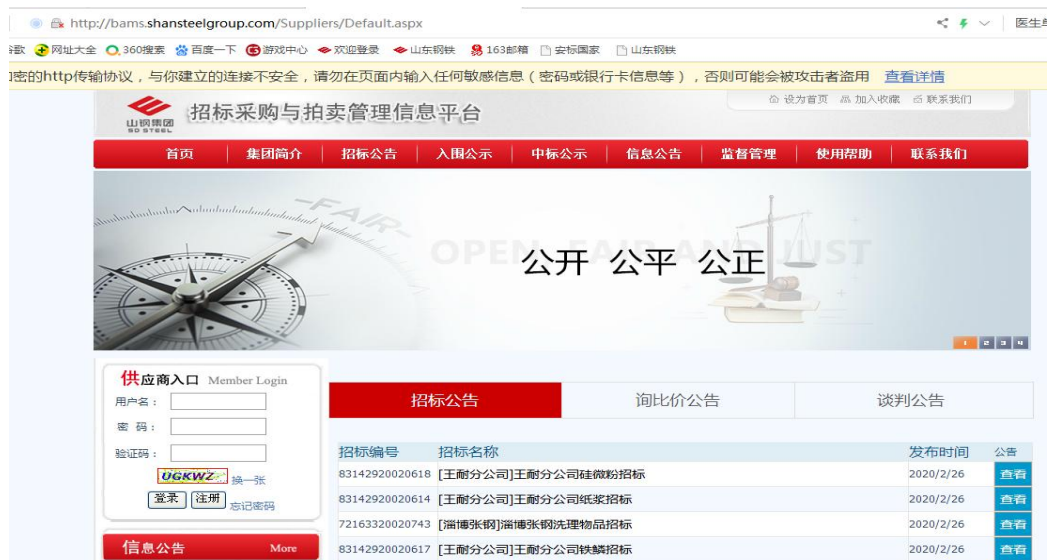 http://bams.shansteelgroup.com/Suppliers/Default.aspx
医生
谷歌 网址大全 360搜索 百度一下 游戏中心 欢迎登录 山东钢铁 163邮箱 安标国家 山东钢铁
密的http传输协议，与你建立的连接不安全，请勿在页面内输入任何敏感信息（密码或银行卡信息等），否则可能会被攻击者盗用 查看详情
设为首页 加入收藏 联系我们
山钢集团
SD STEEL
招标采购与拍卖管理信息平台
首页 集团简介 招标公告 入围公示 中标公示 信息公告 监督管理 使用帮助 联系我们
FAIR
OPEN, FAIR AND JUST
公开 公平 公正
1 2 3 4
供应商入口 Member Login
用户名：
密 码：
验证码：
UGKWZ 换一张
登录 注册 忘记密码
信息公告 More
招标公告 询比价公告 谈判公告
招标编号 招标名称 发布时间 公告
83142920020618 [王耐分公司]王耐分公司硅微粉招标 2020/2/26 查看
83142920020614 [王耐分公司]王耐分公司纸浆招标 2020/2/26 查看
72163320020743 [淄博张钢]淄博张钢洗理物品招标 2020/2/26 查看
83142920020617 [王耐分公司]王耐分公司铁鳞招标 2020/2/26 查看